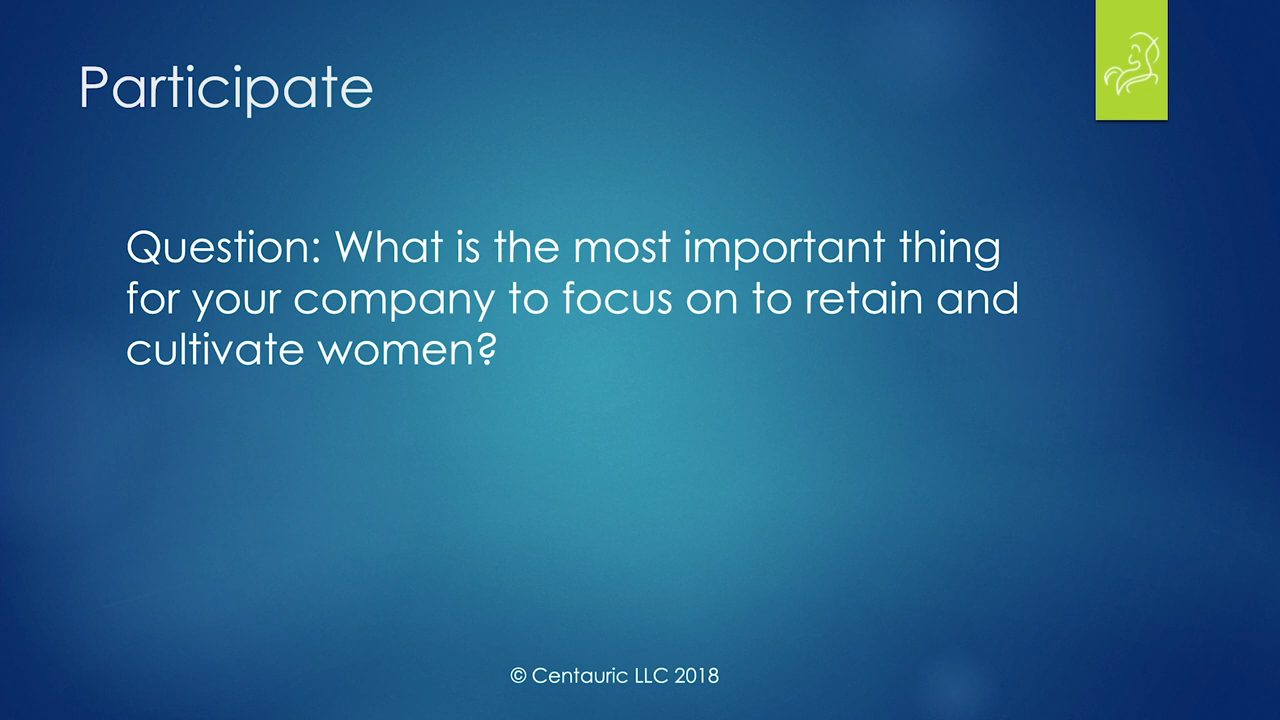 Participate
Question: What is the most important thing
for your company to focus on to retain and
cultivate women?
© Centauric LLC 2018